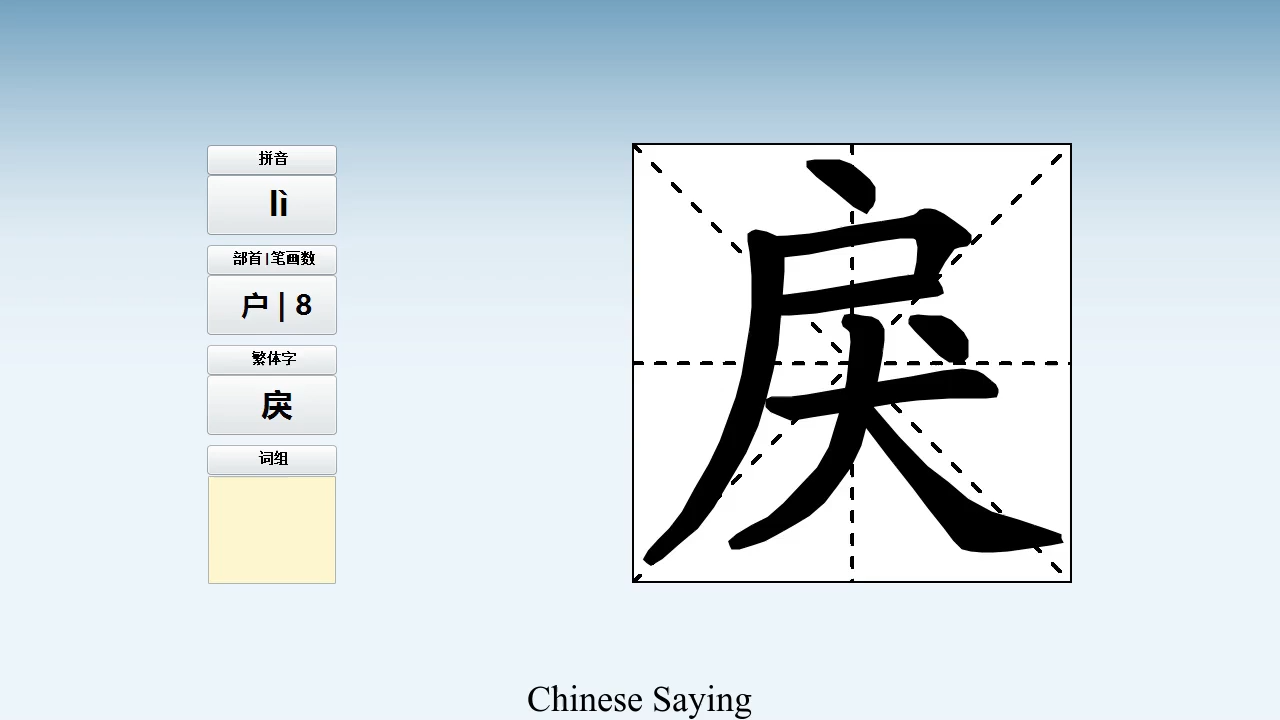 拼音
lì
部首|笔画数
户 | 8
繁体字
戾
词组
戾
Chinese Saying